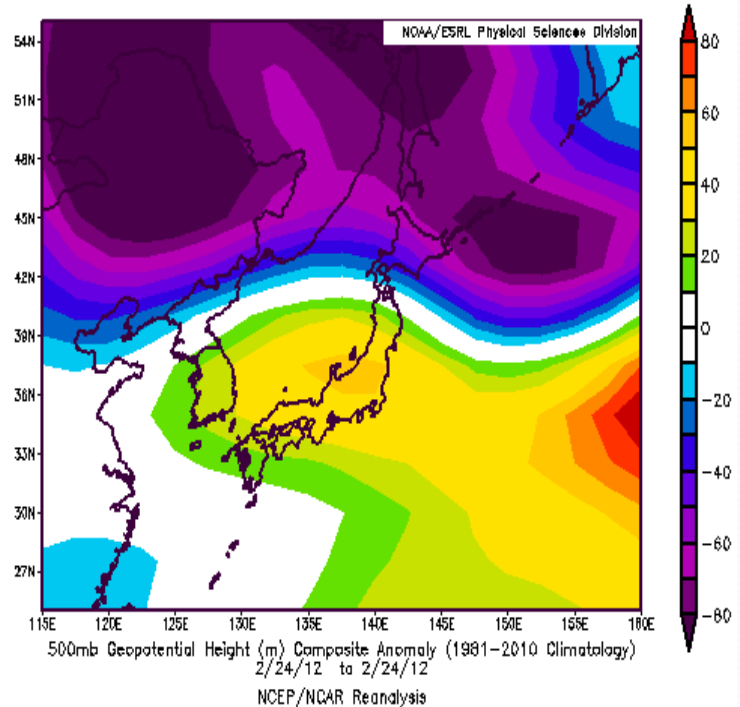 NOAA/ESRL Physical Sciences Division
54N
51N
48N
45N
42N
39N
36N
33N
30N
27N
115E 120E 125E 130E 135E 140E 145E 150E 155E 160E
80
60
40
20
0
-20
-40
-60
-80
500mb Geopotential Height (m) Composite Anomaly (1981-2010 Climatology)
2/24/12 to 2/24/12
NCEP/NCAR Reanalysis